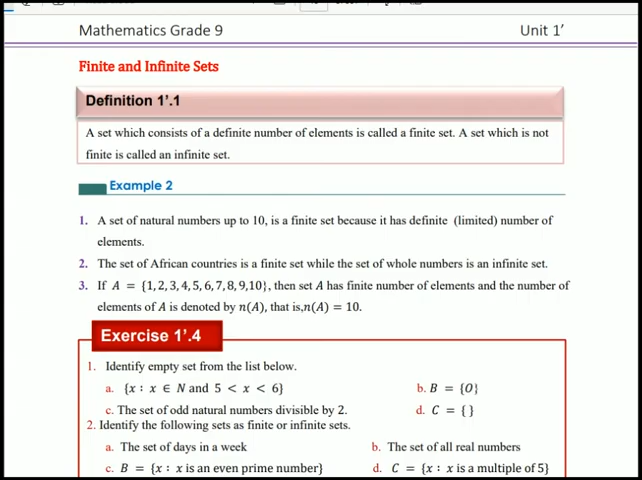 Mathematics Grade 9
Unit 1′
Finite and Infinite Sets
Definition 1’.1
A set which consists of a definite number of elements is called a finite set. A set which is not
finite is called an infinite set.
Example 2
1. A set of natural numbers up to 10, is a finite set because it has definite (limited) number of
elements.
2. The set of African countries is a finite set while the set of whole numbers is an infinite set.
3. If A = {1, 2, 3, 4, 5, 6, 7, 8, 9,10}, then set A has finite number of elements and the number of
elements of A is denoted by n(A), that is,n(A) = 10.
Exercise 1’.4
1. Identify empty set from the list below.
a. {x ∶ x ∈ N and 5 < x < 6}
b. B = {O}
c. The set of odd natural numbers divisible by 2.
d. C = { }
2. Identify the following sets as finite or infinite sets.
a. The set of days in a week
b. The set of all real numbers
c. B = {x ∶ x is an even prime number}
d. C = {x ∶ x is a multiple of 5}